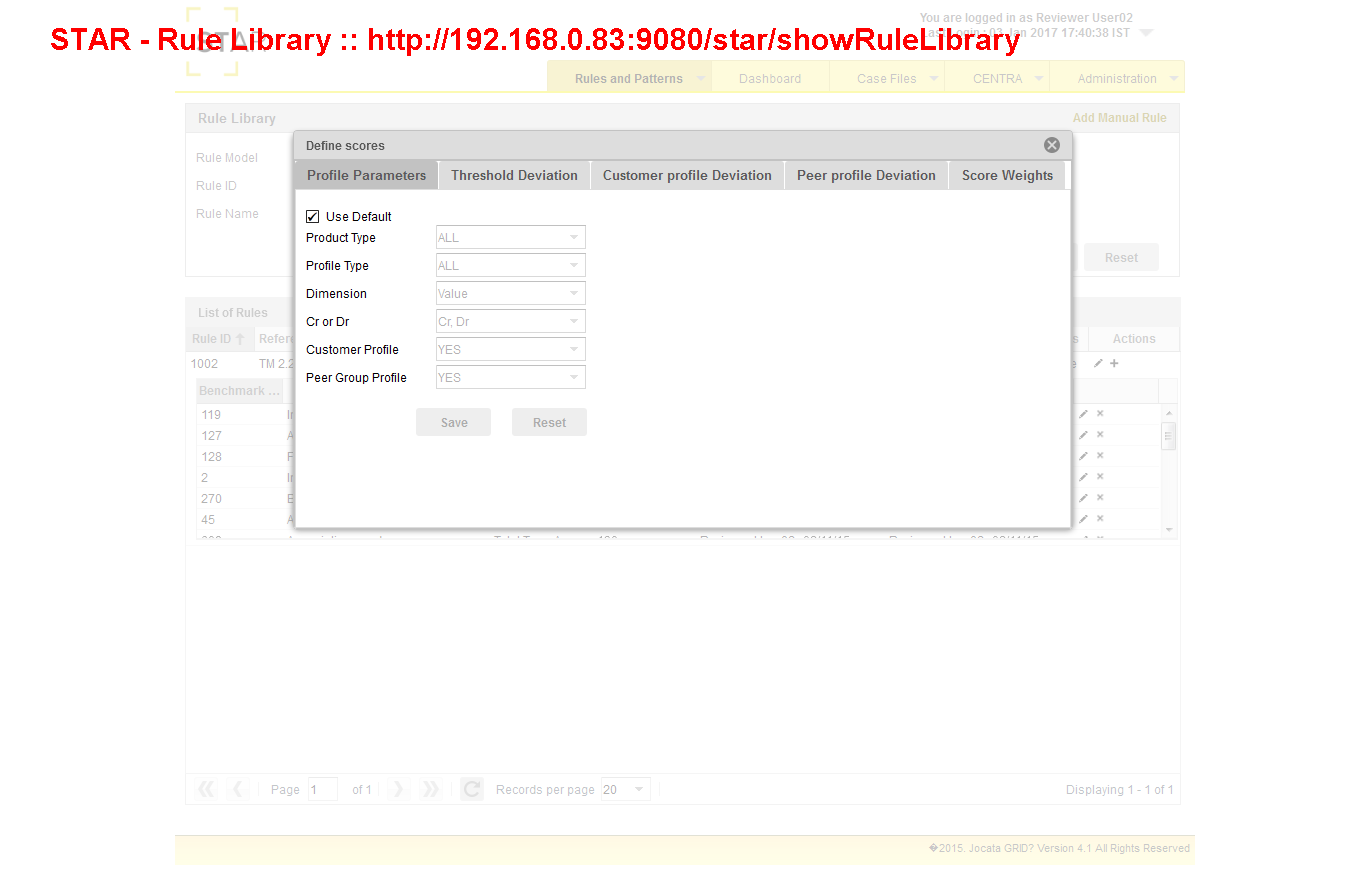 You are logged in as Reviewer User02
STAR - Rule Library :: http://192.168.0.83:9080/star/showRuleLibrary
STAR
Last Login : 03 Jan 2017 17:40:38 IST
Rules and Patterns Dashboard Case Files CENTRA Administration
Rule Library Add Manual Rule
Define scores
Rule Model
Profile Parameters Threshold Deviation Customer profile Deviation Peer profile Deviation Score Weights
Rule ID
Rule Name
Use Default
Product Type ALL
Reset
Profile Type ALL
Dimension Value
List of Rules
Cr or Dr Cr, Dr
Rule ID Actions
Customer Profile YES
1002 TM 2.2
Peer Group Profile YES
Benchmark ...
119
Save Reset
127
128
2
270
45
Page 1 of 1 Records per page 20 Displaying 1 - 1 of 1
�2015. Jocata GRID? Version 4.1 All Rights Reserved